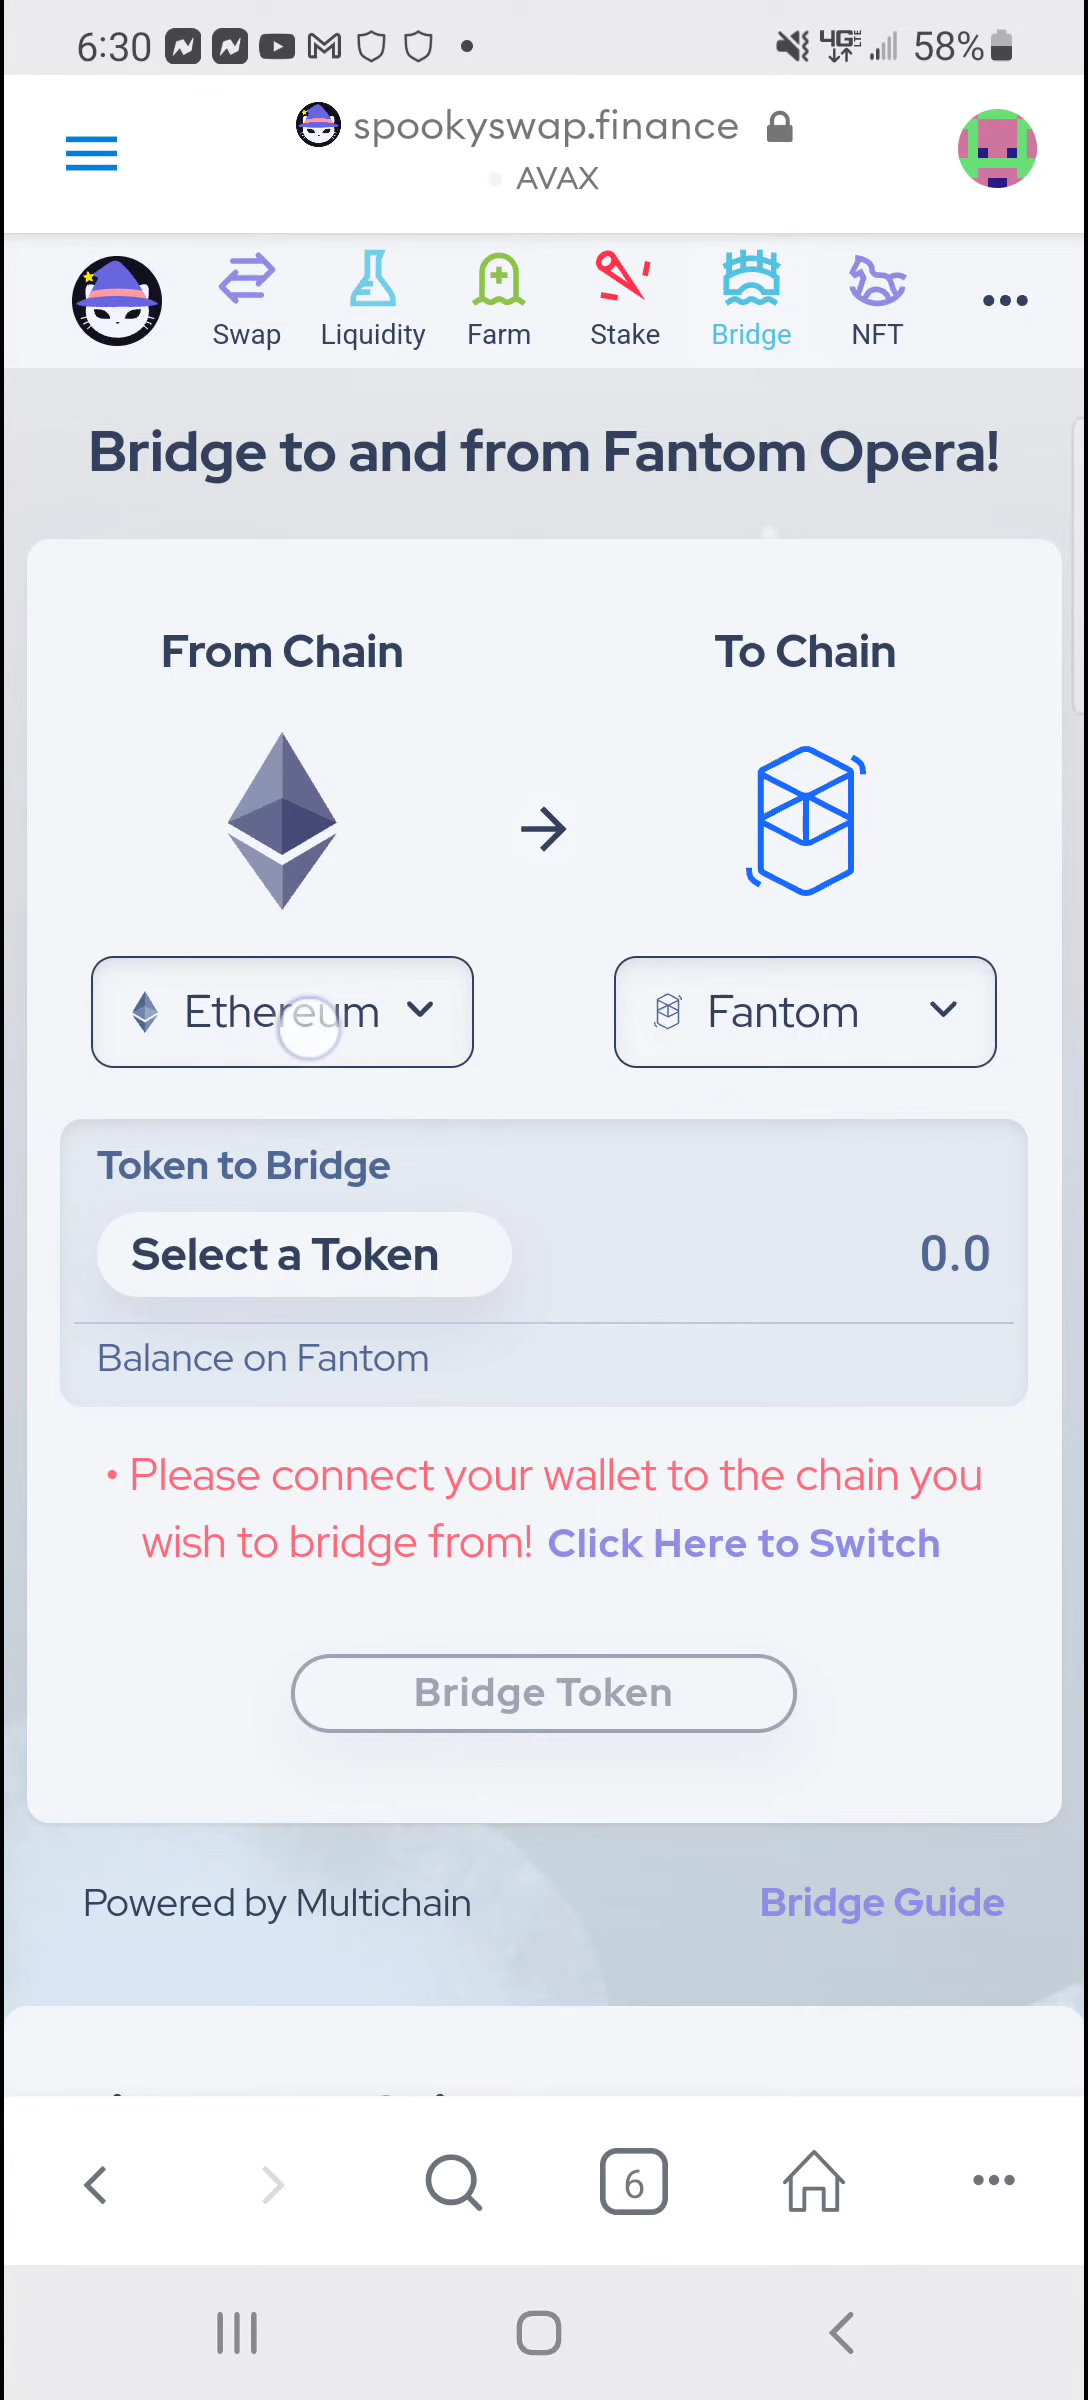 6:30
4G LTE
58%
spookyswap.finance
AVAX
Swap
Liquidity
Farm
Stake
Bridge
NFT
Bridge to and from Fantom Opera!
From Chain
To Chain
Ethereum
Fantom
Token to Bridge
Select a Token
0.0
Balance on Fantom
• Please connect your wallet to the chain you
wish to bridge from! Click Here to Switch
Bridge Token
Powered by Multichain
Bridge Guide
6